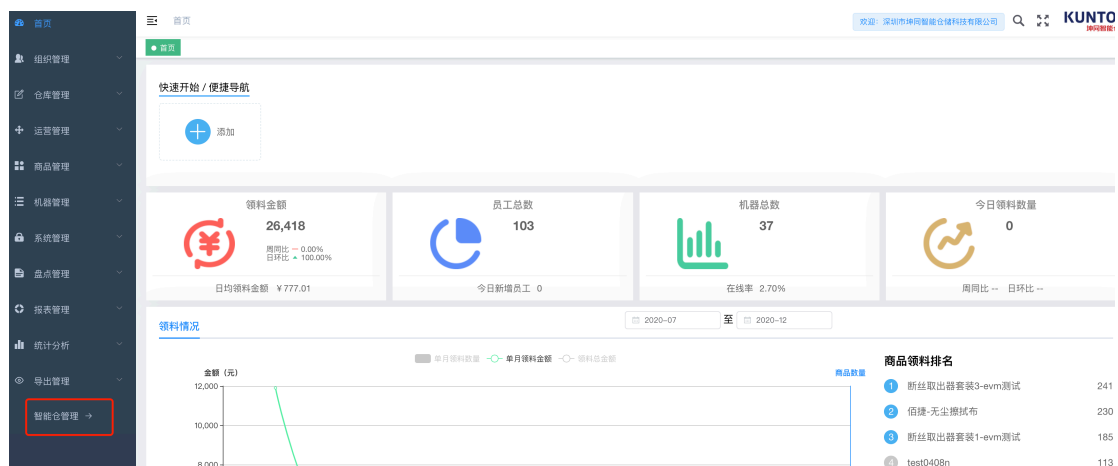 首页
组织管理
仓库管理
运营管理
商品管理
机器管理
系统管理
盘点管理
报表管理
统计分析
导出管理
智能仓管理 →
首页
欢迎: 深圳市坤同智能仓储科技有限公司
KUNTO
坤同智能
首页
快速开始 / 便捷导航
添加
领料金额
26,418
周同比 — 0.00%
日环比 ▲ 100.00%
日均领料金额 ¥777.01
员工总数
103
今日新增员工 0
机器总数
37
在线率 2.70%
今日领料数量
0
周同比 -- 日环比 --
领料情况
2020-07 至 2020-12
单月领料数量 单月领料金额 领料总金额
金额 (元)
商品数量
12,000
10,000
8,000
商品领料排名
1 断丝取出器套装3-evm测试 241
2 佰捷-无尘擦拭布 230
3 断丝取出器套装1-evm测试 185
4 test0408n 113